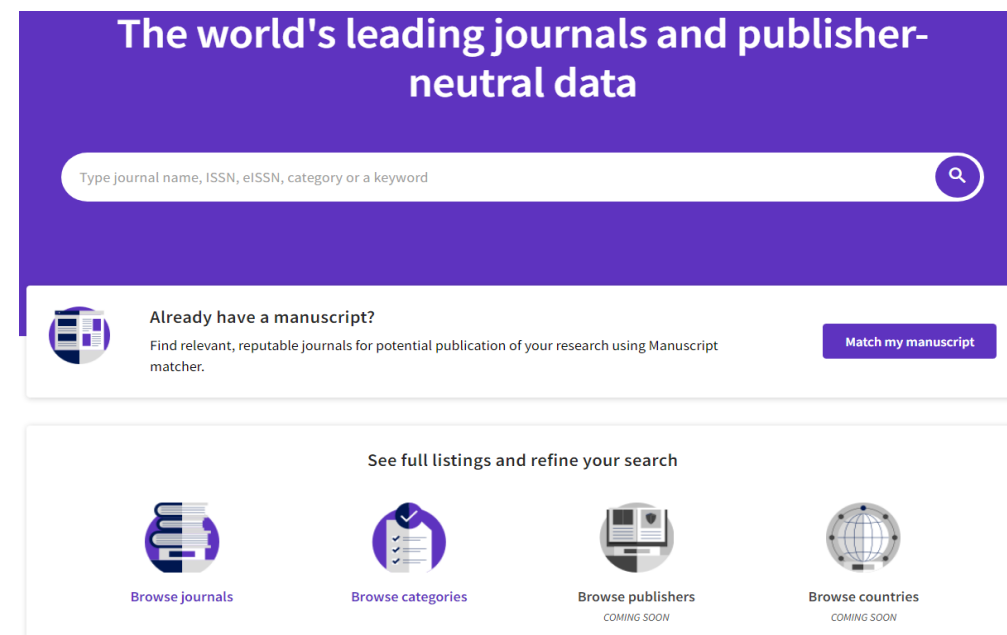 The world's leading journals and publisher-
neutral data
Type journal name, ISSN, eISSN, category or a keyword
Already have a manuscript?
Find relevant, reputable journals for potential publication of your research using Manuscript
matcher.
Match my manuscript
See full listings and refine your search
Browse journals
Browse categories
Browse publishers
COMING SOON
Browse countries
COMING SOON